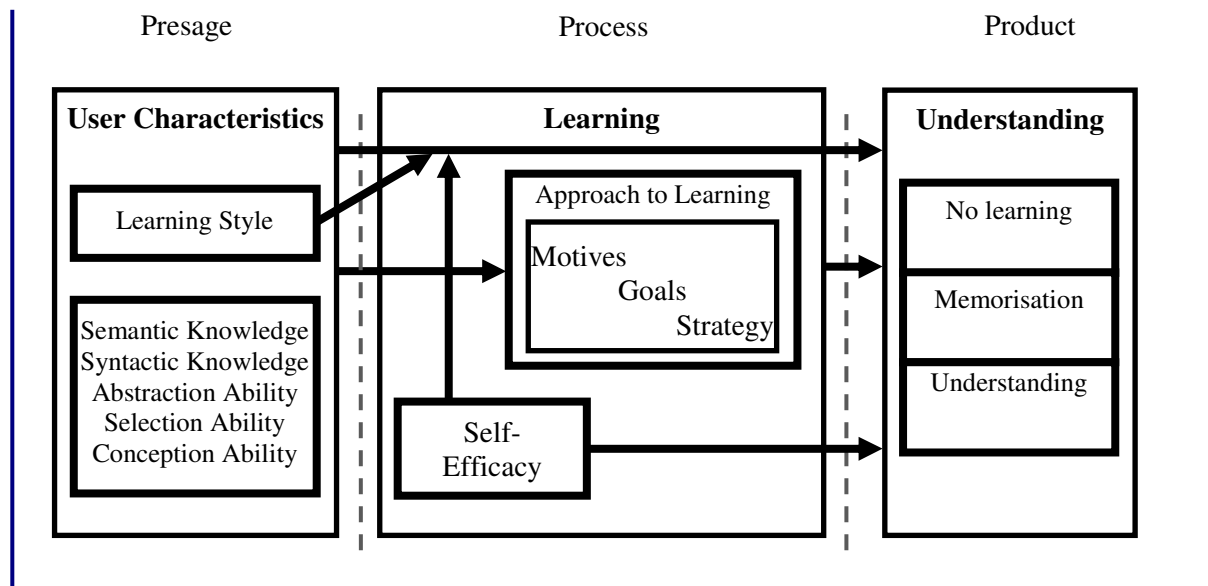 Presage
Process
Product
User Characteristics
Learning Style
Semantic Knowledge
Syntactic Knowledge
Abstraction Ability
Selection Ability
Conception Ability
Learning
Approach to Learning
Motives
Goals
Strategy
Self-
Efficacy
Understanding
No learning
Memorisation
Understanding